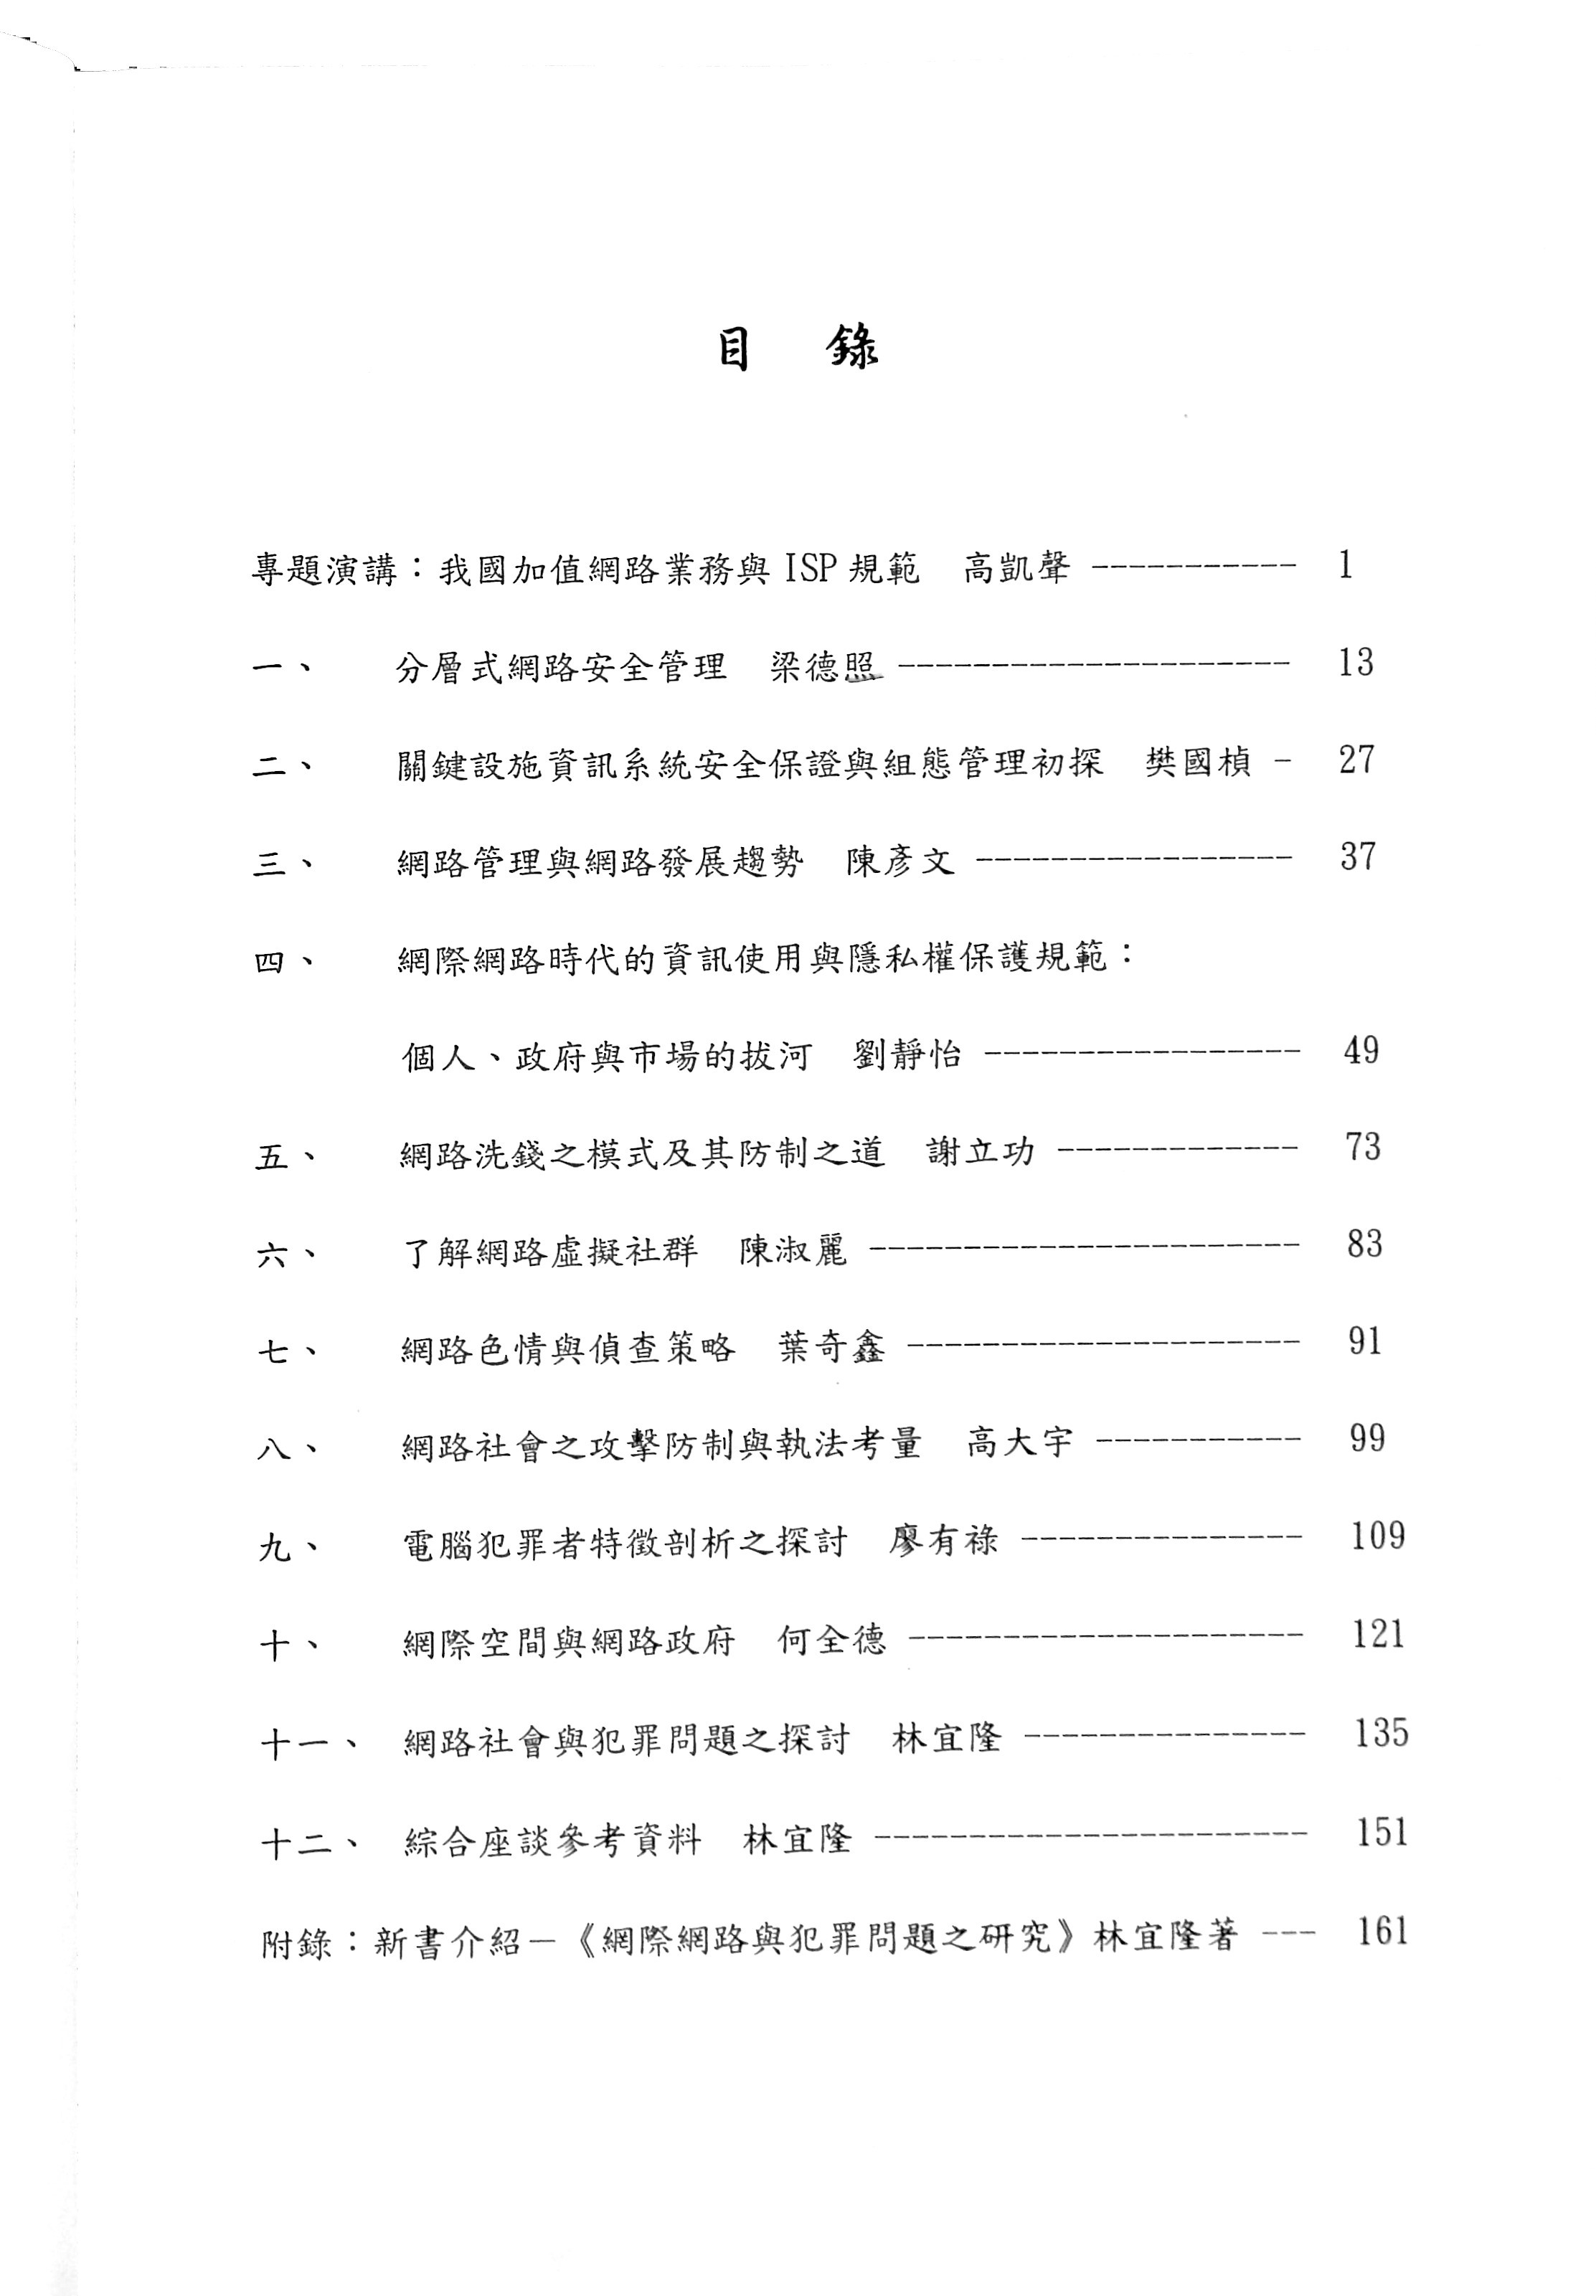 目 錄
專題演講：我國加值網路業務與 ISP 規範 高凱聲 ----------- 1
一、 分層式網路安全管理 梁德照 --------------------- 13
二、 關鍵設施資訊系統安全保證與組態管理初探 樊國楨 - 27
三、 網路管理與網路發展趨勢 陳彥文 ----------------- 37
四、 網際網路時代的資訊使用與隱私權保護規範：
個人、政府與市場的拔河 劉靜怡 ----------------- 49
五、 網路洗錢之模式及其防制之道 謝立功 ------------- 73
六、 了解網路虛擬社群 陳淑麗 ----------------------- 83
七、 網路色情與偵查策略 葉奇鑫 --------------------- 91
八、 網路社會之攻擊防制與執法考量 高大宇 ----------- 99
九、 電腦犯罪者特徵剖析之探討 廖有祿 --------------- 109
十、 網際空間與網路政府 何全德 --------------------- 121
十一、 網路社會與犯罪問題之探討 林宜隆 --------------- 135
十二、 綜合座談參考資料 林宜隆 ----------------------- 151
附錄：新書介紹－《網際網路與犯罪問題之研究》林宜隆著 --- 161